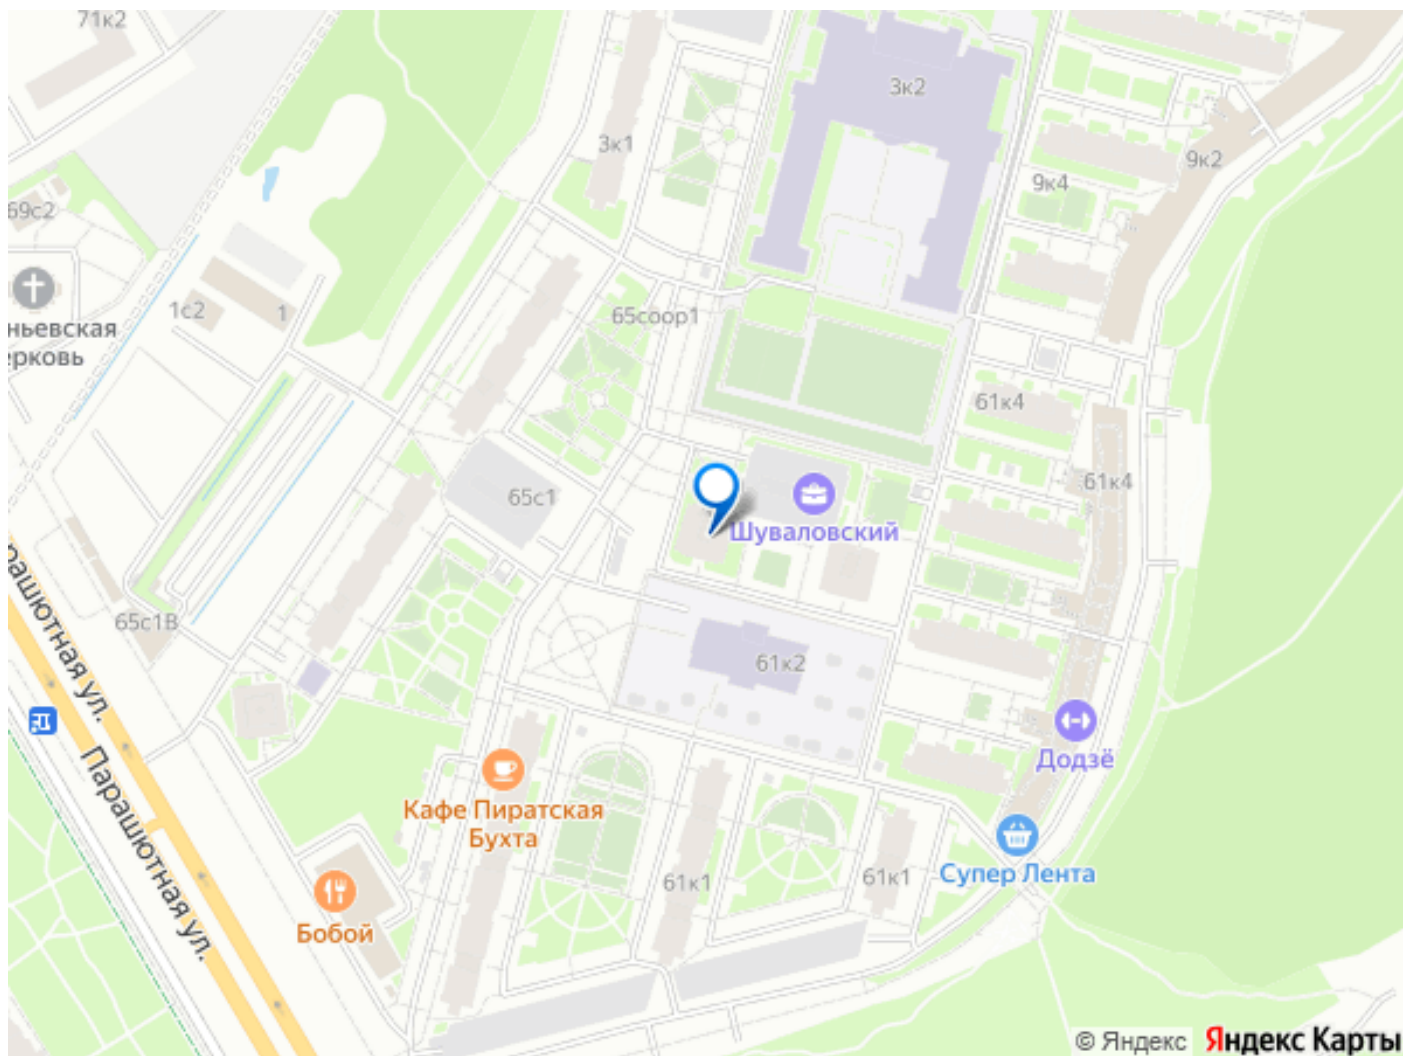 71к2
3к2
3к1
9к2
9к4
69с2
ньевская
ерковь
1с2
1
65соор1
61к4
61к4
65с1
Шуваловский
65с1В
61к2
Парашютная ул.
Додзё
Кафе Пиратская
Бухта
Парашютная ул.
Супер Лента
61к1
61к1
Бобой
© Яндекс Яндекс Карты